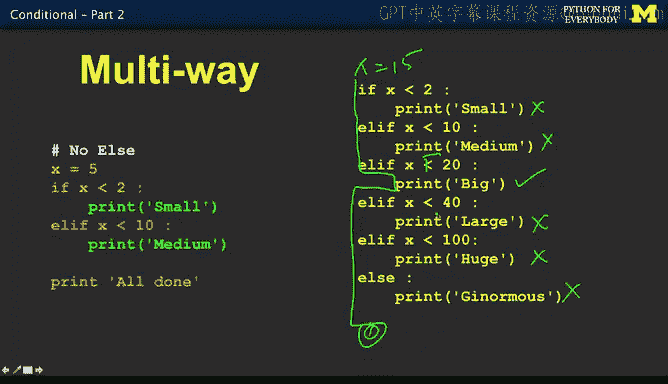 Conditional - Part 2
GPT中英字幕课程资源
PYTHON FOR
EVERYBODY
M
Multi-way
# No Else
x = 5
if x < 2 :
print('Small')
elif x < 10 :
print('Medium')
print 'All done'
x=15
if x < 2 :
print('Small') X
elif x < 10 :
print('Medium') X
elif x < 20 :
print('Big') ✓
elif x < 40 :
print('Large') X
elif x < 100:
print('Huge') X
else :
print('Ginormous') X